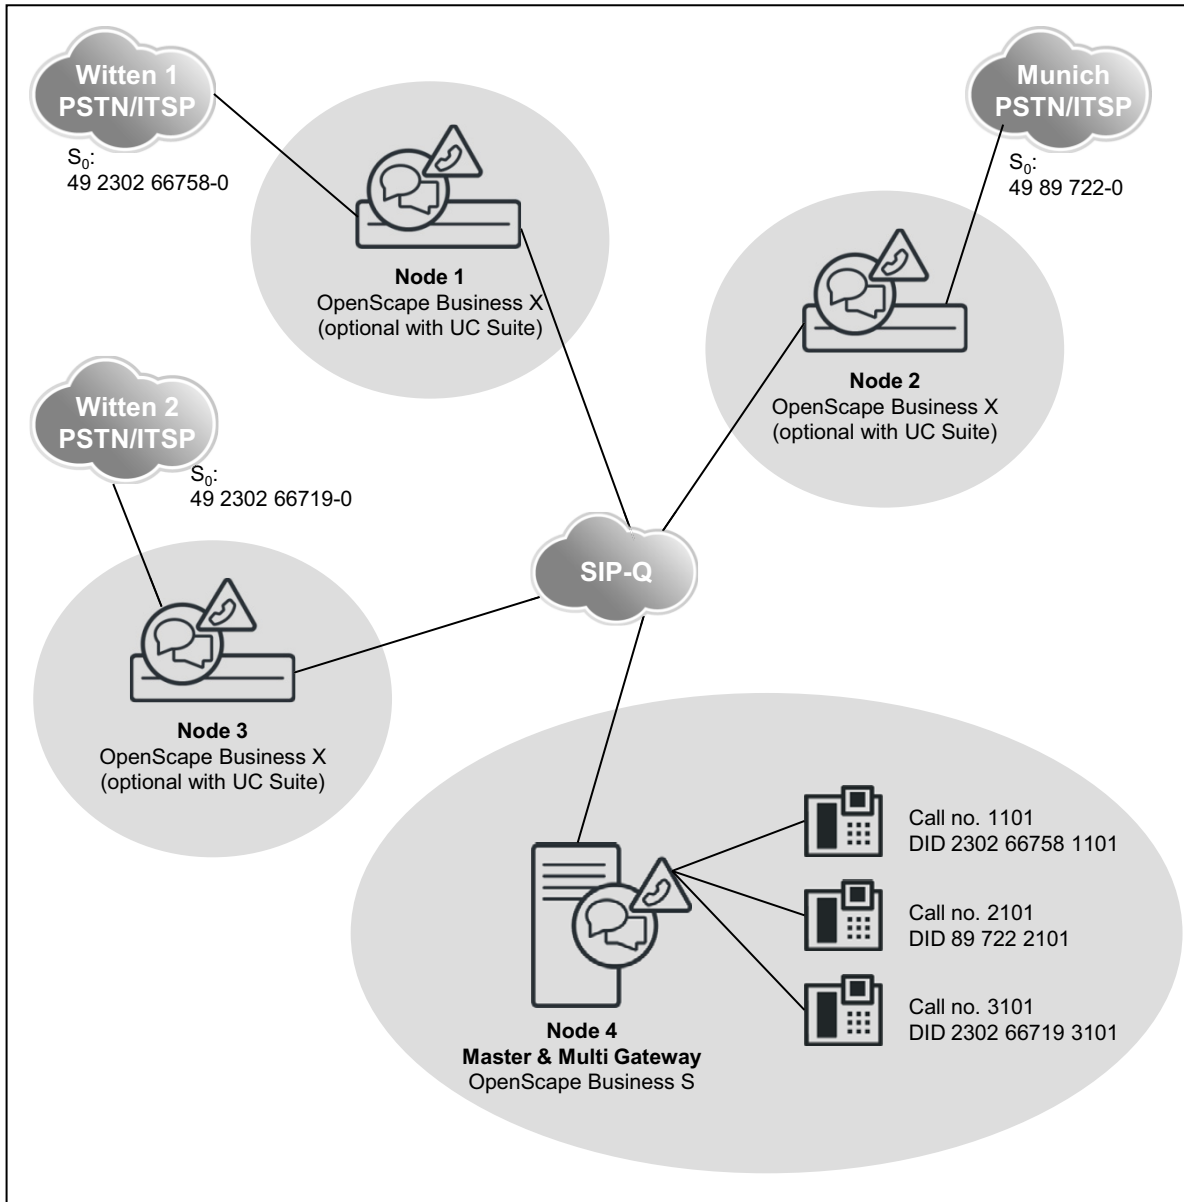 Witten 1
PSTN/ITSP
S₀:
49 2302 66758-0
Node 1
OpenScape Business X
(optional with UC Suite)
Munich
PSTN/ITSP
S₀:
49 89 722-0
Node 2
OpenScape Business X
(optional with UC Suite)
Witten 2
PSTN/ITSP
S₀:
49 2302 66719-0
Node 3
OpenScape Business X
(optional with UC Suite)
SIP-Q
Node 4
Master & Multi Gateway
OpenScape Business S
Call no. 1101
DID 2302 66758 1101
Call no. 2101
DID 89 722 2101
Call no. 3101
DID 2302 66719 3101